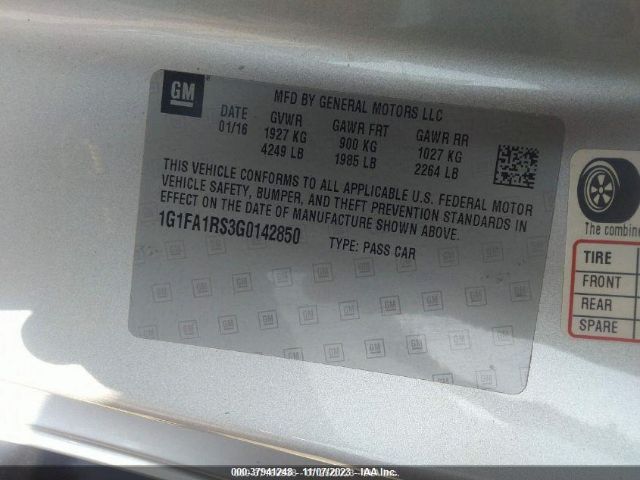 GM
MFD BY GENERAL MOTORS LLC
DATE GVWR GAWR FRT GAWR RR
01/16 1927 KG 900 KG 1027 KG
4249 LB 1985 LB 2264 LB
THIS VEHICLE CONFORMS TO ALL APPLICABLE U.S. FEDERAL MOTOR
VEHICLE SAFETY, BUMPER, AND THEFT PREVENTION STANDARDS IN
EFFECT ON THE DATE OF MANUFACTURE SHOWN ABOVE.
1G1FA1RS3G0142850 TYPE: PASS CAR
The combine
TIRE
FRONT
REAR
SPARE
000-37941248 - 11/07/2023 - IAA Inc.